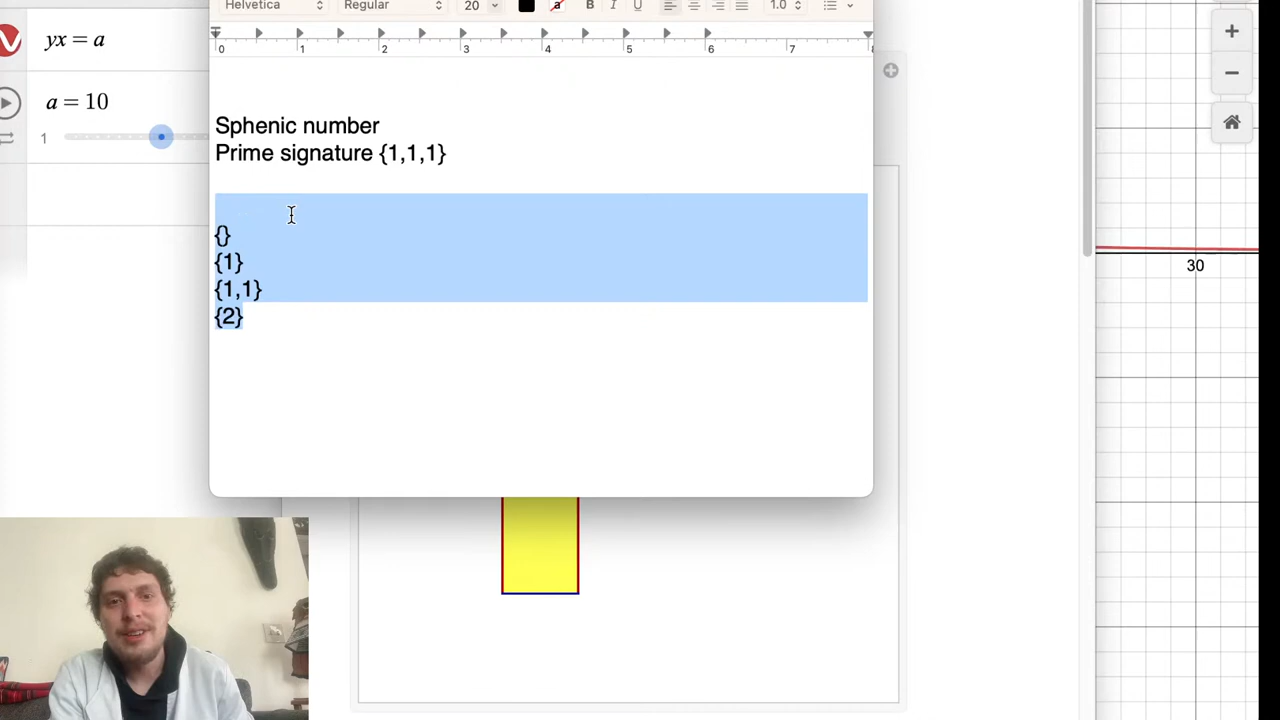 Helvetica Regular 20 a B I U 1.0
yx = a
0 1 2 3 4 5 6 7 8
a = 10
1
Sphenic number
Prime signature {1,1,1}
{}
{1}
{1,1}
{2}
30